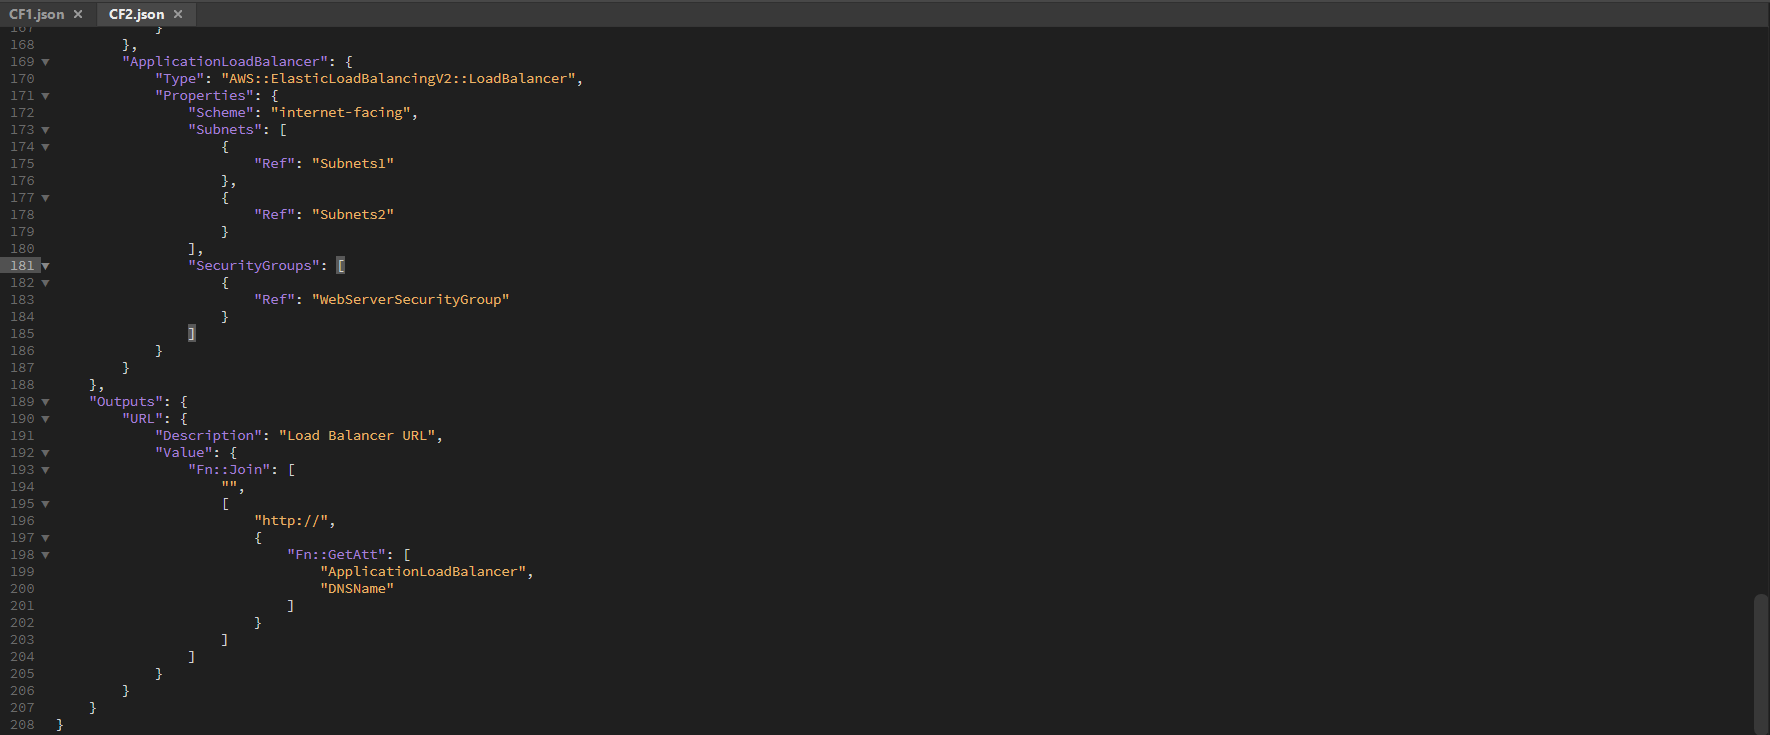 CF1.json × CF2.json ×
167 }
168 },
169 "ApplicationLoadBalancer": {
170 "Type": "AWS::ElasticLoadBalancingV2::LoadBalancer",
171 "Properties": {
172 "Scheme": "internet-facing",
173 "Subnets": [
174 {
175 "Ref": "Subnets1"
176 },
177 {
178 "Ref": "Subnets2"
179 }
180 ],
181 "SecurityGroups": [
182 {
183 "Ref": "WebServerSecurityGroup"
184 }
185 ]
186 }
187 }
188 },
189 "Outputs": {
190 "URL": {
191 "Description": "Load Balancer URL",
192 "Value": {
193 "Fn::Join": [
194 "",
195 [
196 "http://",
197 {
198 "Fn::GetAtt": [
199 "ApplicationLoadBalancer",
200 "DNSName"
201 ]
202 }
203 ]
204 ]
205 }
206 }
207 }
208 }